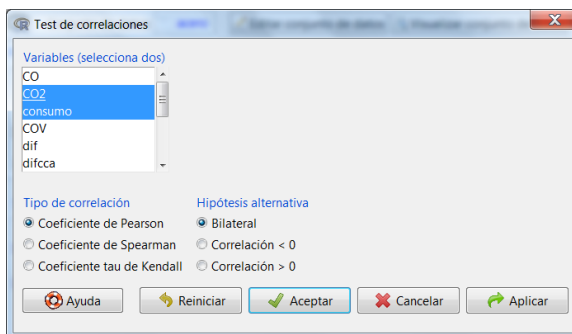 Test de correlaciones
Variables (selecciona dos)
CO
CO2
consumo
COV
dif
difcca
Tipo de correlación
Hipótesis alternativa
Coeficiente de Pearson
Bilateral
Coeficiente de Spearman
Correlación < 0
Coeficiente tau de Kendall
Correlación > 0
Ayuda
Reiniciar
Aceptar
Cancelar
Aplicar